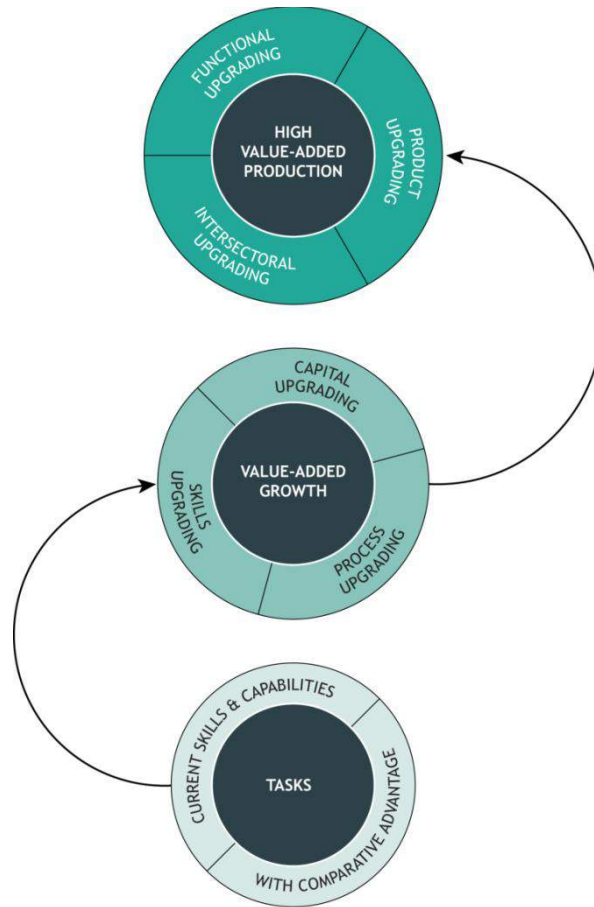 FUNCTIONAL
UPGRADING
HIGH
VALUE-ADDED
PRODUCTION
PRODUCT
UPGRADING
INTERSECTORAL
UPGRADING
CAPITAL
UPGRADING
SKILLS
UPGRADING
VALUE-ADDED
GROWTH
PROCESS
UPGRADING
CURRENT SKILLS & CAPABILITIES
TASKS
WITH COMPARATIVE ADVANTAGE